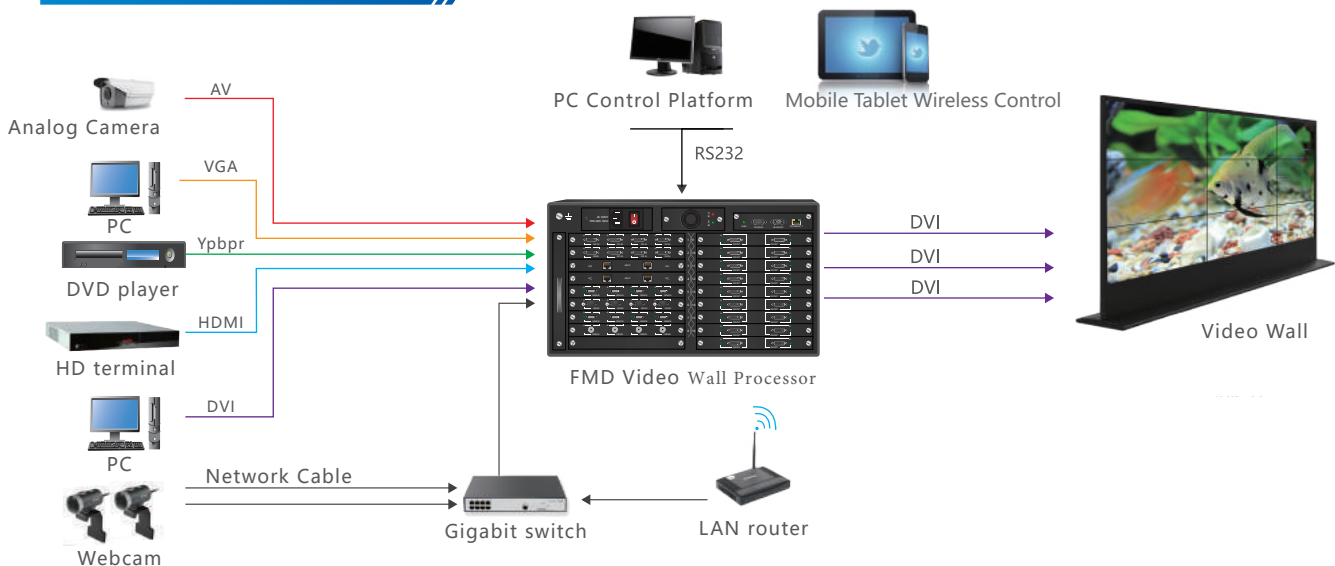 PC Control Platform
Mobile Tablet Wireless Control
RS232
AV
Analog Camera
VGA
PC
Ypbpr
DVD player
HDMI
HD terminal
DVI
PC
Network Cable
Webcam
Gigabit switch
LAN router
FMD Video Wall Processor
DVI
DVI
DVI
Video Wall